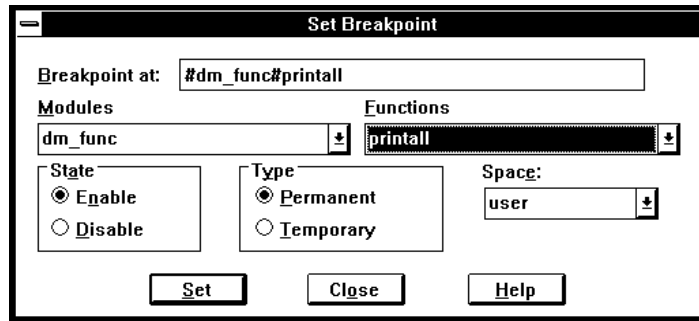 Set Breakpoint
Breakpoint at: #dm_func#printall
Modules Functions
dm_func printall
State Type Space:
Enable Permanent user
Disable Temporary
Set Close Help